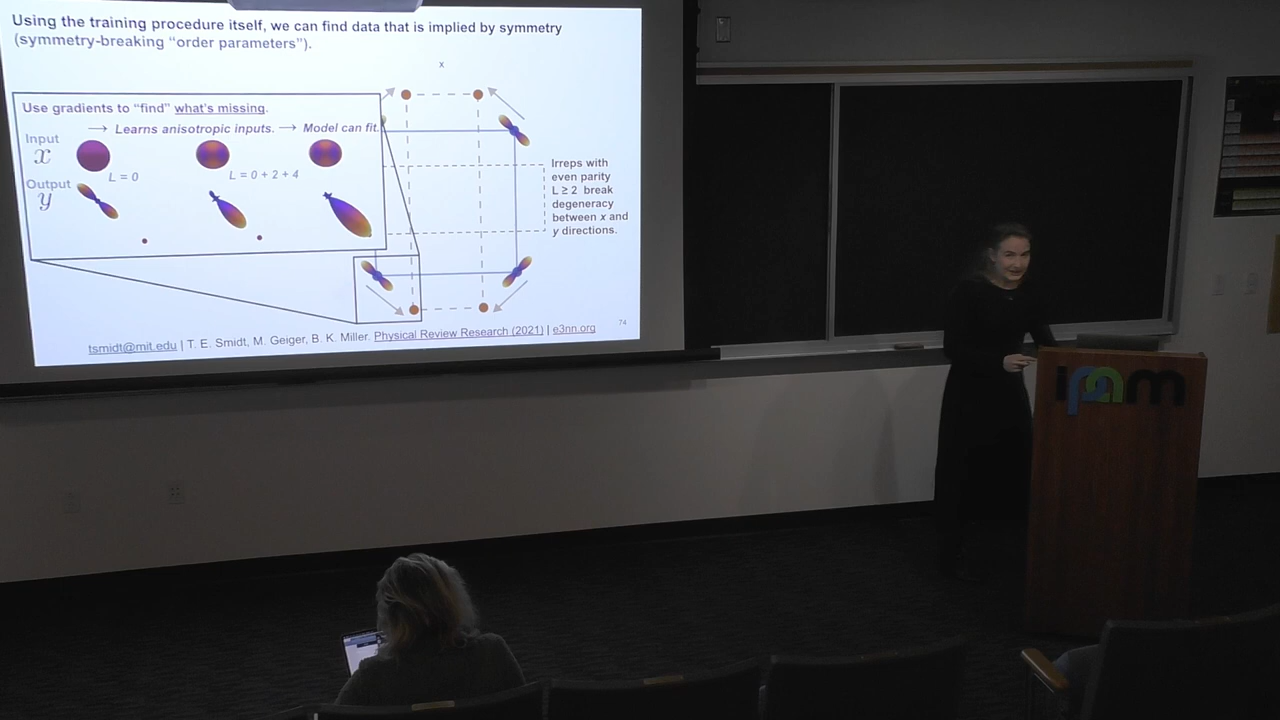 Using the training procedure itself, we can find data that is implied by symmetry
(symmetry-breaking “order parameters”).
x
Use gradients to “find” what's missing.
→ Learns anisotropic inputs. → Model can fit.
Input
x
L = 0
L = 0 + 2 + 4
Output
y
Irreps with
even parity
L ≥ 2 break
degeneracy
between x and
y directions.
74
tsmidt@mit.edu | T. E. Smidt, M. Geiger, B. K. Miller. Physical Review Research (2021) | e3nn.org
ipam